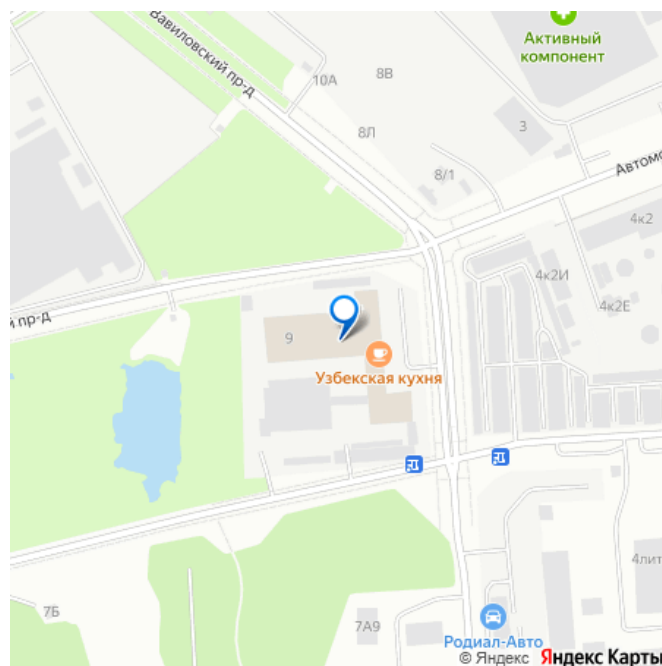 Вавиловский пр-д
Активный
компонент
10А
8В
3
8Л
8/1
Автомо
4к2
4к2И
4к2Е
й пр-д
9
Узбекская кухня
4лит
7Б
7А9
Родиал-Авто
© Яндекс Яндекс Карты